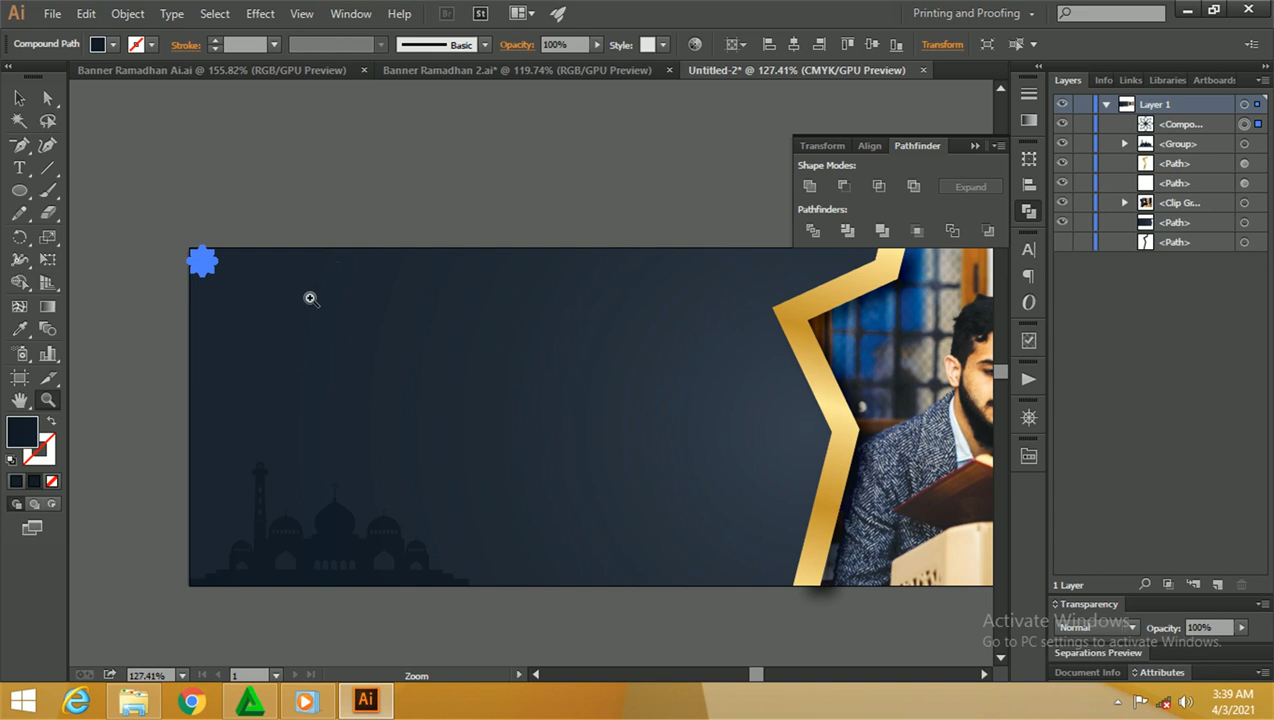 Ai File Edit Object Type Select Effect View Window Help Br St Printing and Proofing
Compound Path Stroke: Basic Opacity: 100% Style: Transform
Banner Ramadhan Ai.ai @ 155.82% (RGB/GPU Preview) × Banner Ramadhan 2.ai* @ 119.74% (RGB/GPU Preview) × Untitled-2* @ 127.41% (CMYK/GPU Preview) ×
Layers Info Links Libraries Artboards
Layer 1
<Compo...
<Group>
<Path>
<Path>
<Clip Gr...
<Path>
<Path>
Transform Align Pathfinder
Shape Modes:
Expand
Pathfinders:
1 Layer
Transparency
Normal Opacity: 100%
Separations Preview
Document Info Attributes
Activate Windows
Go to PC settings to activate Windows.
127.41% 1 Zoom
Ai
3:39 AM
4/3/2021